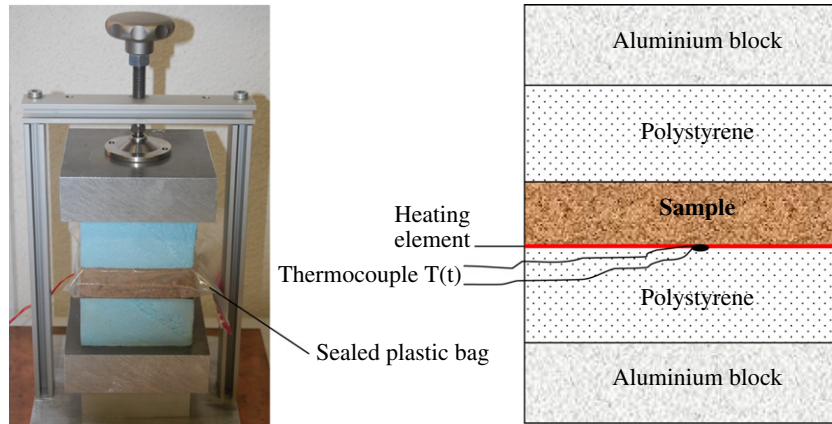 Aluminium block
Polystyrene
Sample
Heating
element
Thermocouple T(t)
Polystyrene
Sealed plastic bag
Aluminium block